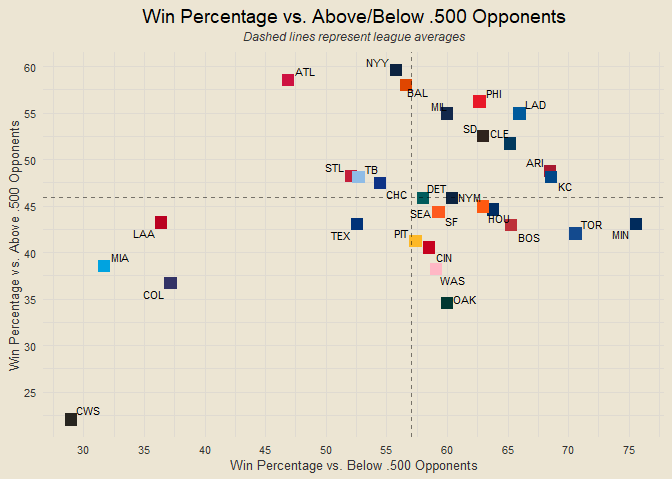 Win Percentage vs. Above/Below .500 Opponents
Dashed lines represent league averages
Win Percentage vs. Above .500 Opponents
60
55
50
45
40
35
30
25
NYY
ATL
BAL
PHI
MIL
LAD
SD
CLE
STL
TB
ARI
KC
CHC
DET
NYM
SEA
SF
HOU
LAA
TEX
PIT
BOS
TOR
MIN
CIN
MIA
WAS
COL
OAK
CWS
30
35
40
45
50
55
60
65
70
75
Win Percentage vs. Below .500 Opponents